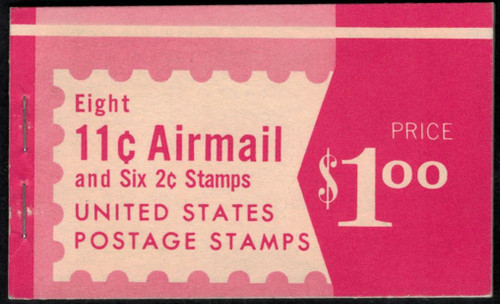 Eight
11¢ Airmail
and Six 2¢ Stamps
UNITED STATES
POSTAGE STAMPS
PRICE
$1.00